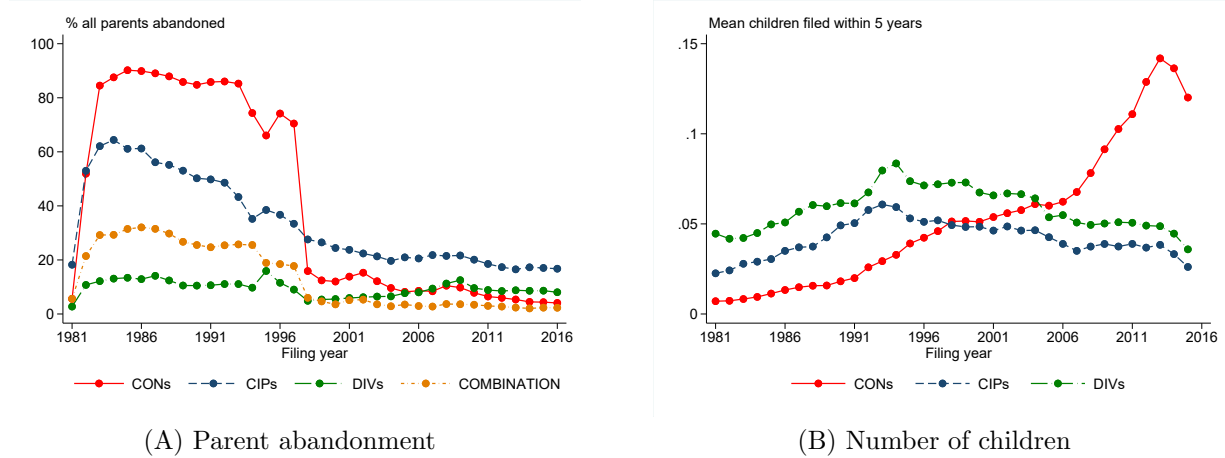 % all parents abandoned
100
80
60
40
20
0
1981 1986 1991 1996 2001 2006 2011 2016
Filing year
CONs CIPs DIVs COMBINATION
(A) Parent abandonment
Mean children filed within 5 years
.15
.1
.05
0
1981 1986 1991 1996 2001 2006 2011 2016
Filing year
CONs CIPs DIVs
(B) Number of children